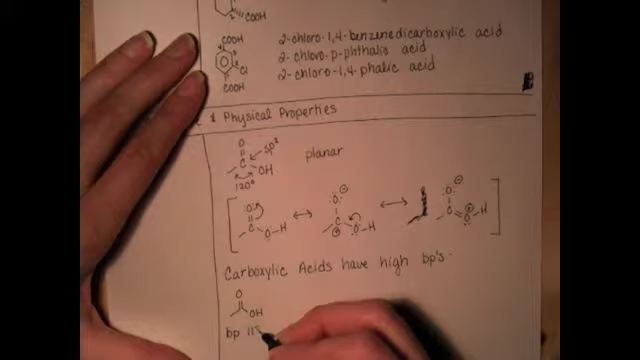 COOH
COOH
Cl
COOH
2-chloro-1,4-benzenedicarboxylic acid
2-chloro-p-phthalic acid
2-chloro-1,4-phalic acid
Physical Properties
O
C
OH
sp²
120°
planar
O
C
O
H
O
C
O
H
O
C
O
H
Carboxylic Acids have high bp's.
O
OH
bp